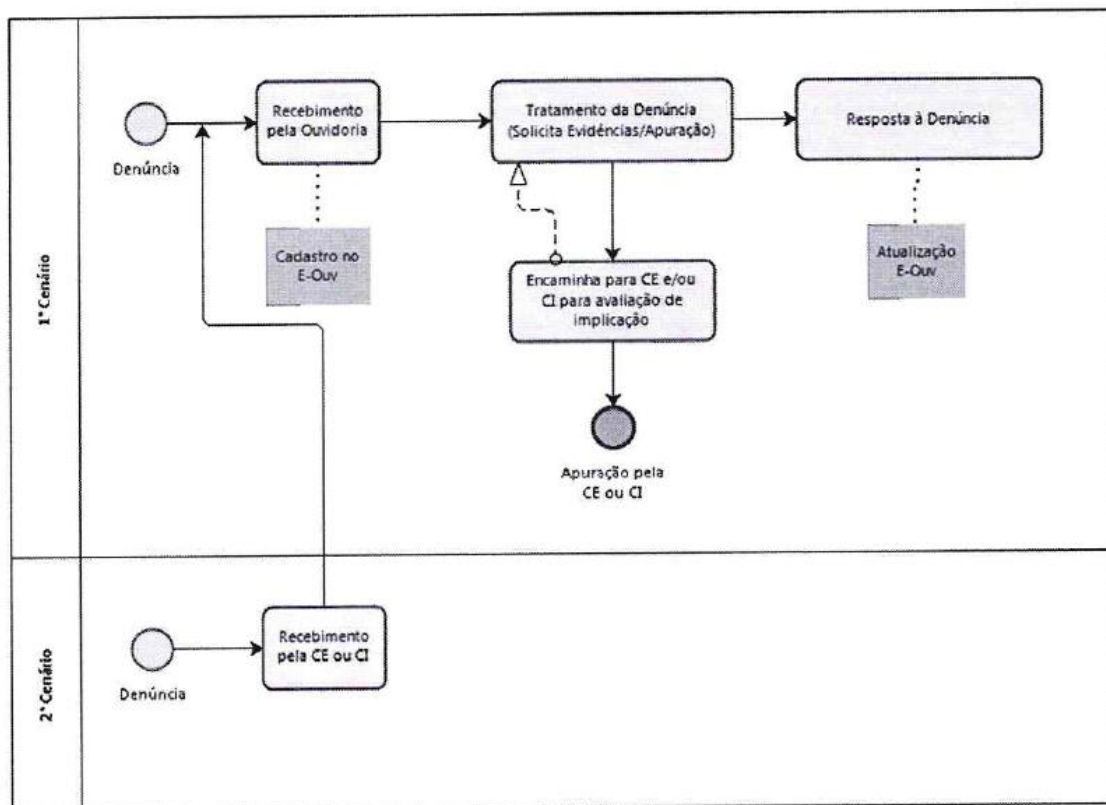 1º Cenário
Denúncia
Recebimento
pela Ouvidoria
Tratamento da Denúncia
(Solicita Evidências/Apuração)
Resposta à Denúncia
Cadastro no
E-Ouv
Atualização
E-Ouv
Encaminha para CE e/ou
CI para avaliação de
implicação
Apuração pela
CE ou CI
2º Cenário
Denúncia
Recebimento
pela CE ou CI